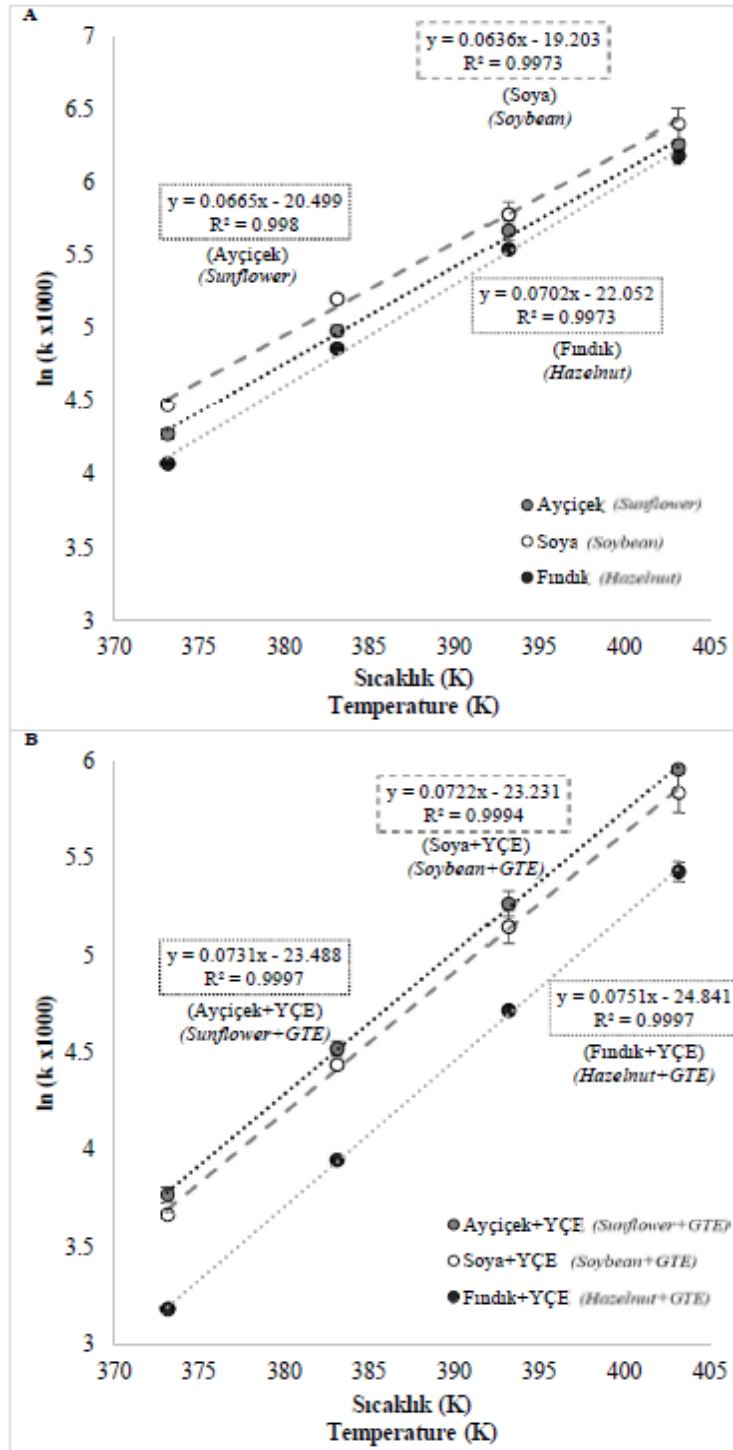 A
7
y = 0.0636x - 19.203
R² = 0.9973
(Soya)
(Soybean)
6.5
6
y = 0.0665x - 20.499
R² = 0.998
(Ayçiçek)
(Sunflower)
5.5
y = 0.0702x - 22.052
R² = 0.9973
(Fındık)
(Hazelnut)
5
ln (k x1000)
4.5
4
Ayçiçek (Sunflower)
Soya (Soybean)
Fındık (Hazelnut)
3.5
3
370 375 380 385 390 395 400 405
Sıcaklık (K)
Temperature (K)
B
6
y = 0.0722x - 23.231
R² = 0.9994
(Soya+YÇE)
(Soybean+GTE)
5.5
5
y = 0.0731x - 23.488
R² = 0.9997
(Ayçiçek+YÇE)
(Sunflower+GTE)
y = 0.0751x - 24.841
R² = 0.9997
(Fındık+YÇE)
(Hazelnut+GTE)
ln (k x1000)
4.5
4
3.5
Ayçiçek+YÇE (Sunflower+GTE)
Soya+YÇE (Soybean+GTE)
Fındık+YÇE (Hazelnut+GTE)
3
370 375 380 385 390 395 400 405
Sıcaklık (K)
Temperature (K)